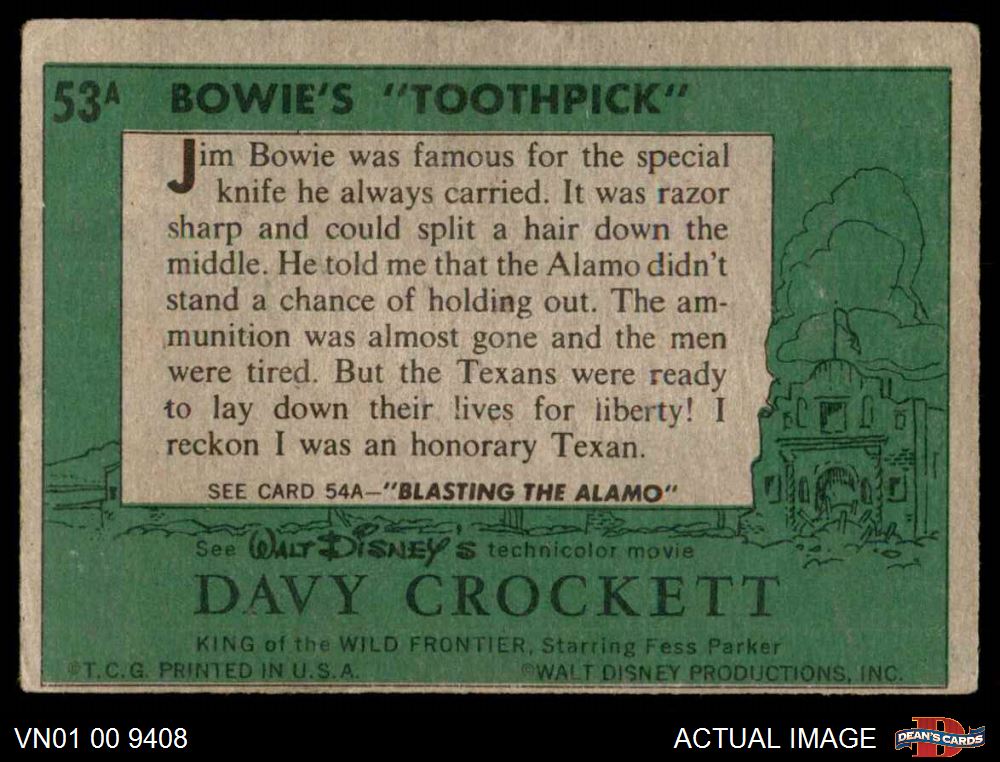 53A BOWIE'S "TOOTHPICK"
Jim Bowie was famous for the special
knife he always carried. It was razor
sharp and could split a hair down the
middle. He told me that the Alamo didn't
stand a chance of holding out. The am-
munition was almost gone and the men
were tired. But the Texans were ready
to lay down their lives for liberty! I
reckon I was an honorary Texan.
SEE CARD 54A—"BLASTING THE ALAMO"
See WALT DISNEY'S technicolor movie
DAVY CROCKETT
KING of the WILD FRONTIER, Starring Fess Parker
©T.C.G. PRINTED IN U.S.A. ©WALT DISNEY PRODUCTIONS, INC.
VN01 00 9408 ACTUAL IMAGE DEAN'S CARDS